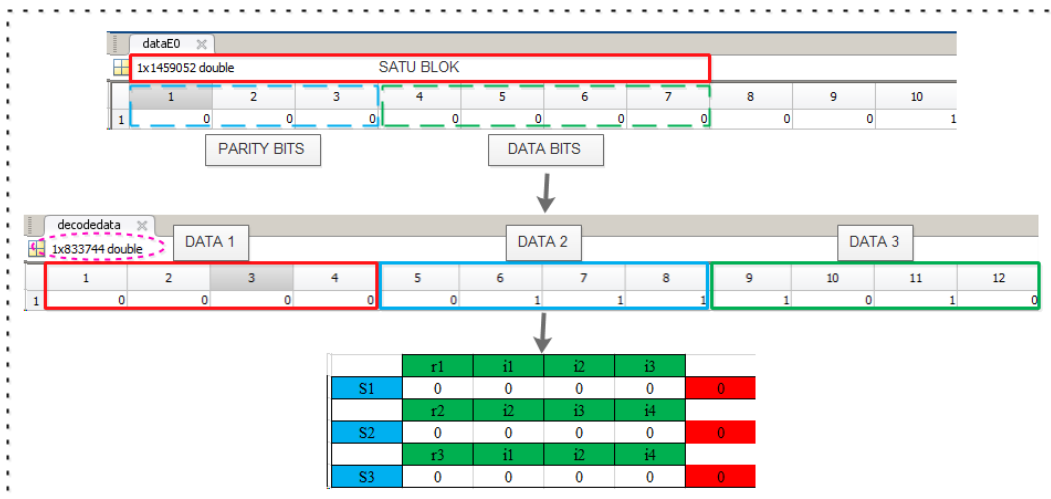 dataE0
1x1459052 double SATU BLOK
1 2 3 4 5 6 7 8 9 10
1 0 0 0 0 0 0 0 0 0 1
PARITY BITS DATA BITS
decodedata
1x833744 double DATA 1 DATA 2 DATA 3
1 2 3 4 5 6 7 8 9 10 11 12
1 0 0 0 0 0 1 1 1 1 0 1 0
r1 i1 i2 i3
S1 0 0 0 0 0
r2 i2 i3 i4
S2 0 0 0 0 0
r3 i1 i2 i4
S3 0 0 0 0 0